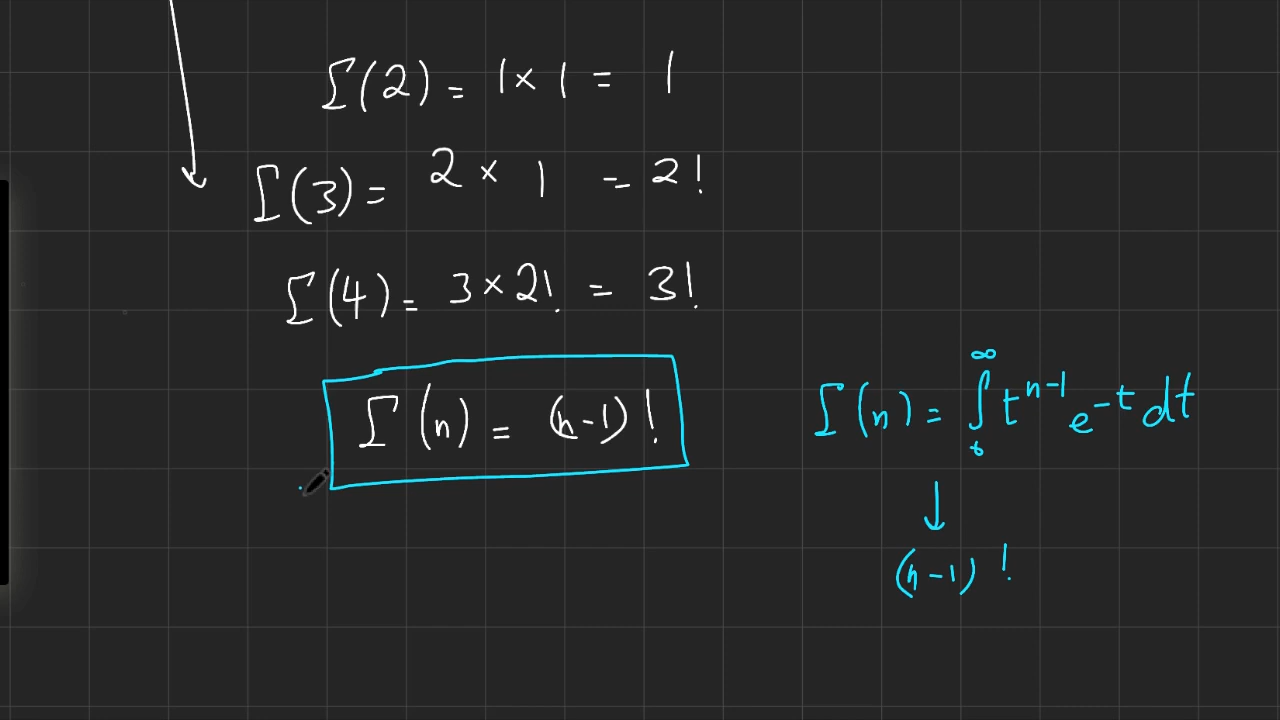 Γ(2) = 1 × 1 = 1
Γ(3) = 2 × 1 = 2!
Γ(4) = 3 × 2! = 3!
Γ(n) = (n-1)!
Γ(n) = ∫₀^∞ t^{n-1} e^{-t} dt
↓
(n-1)!